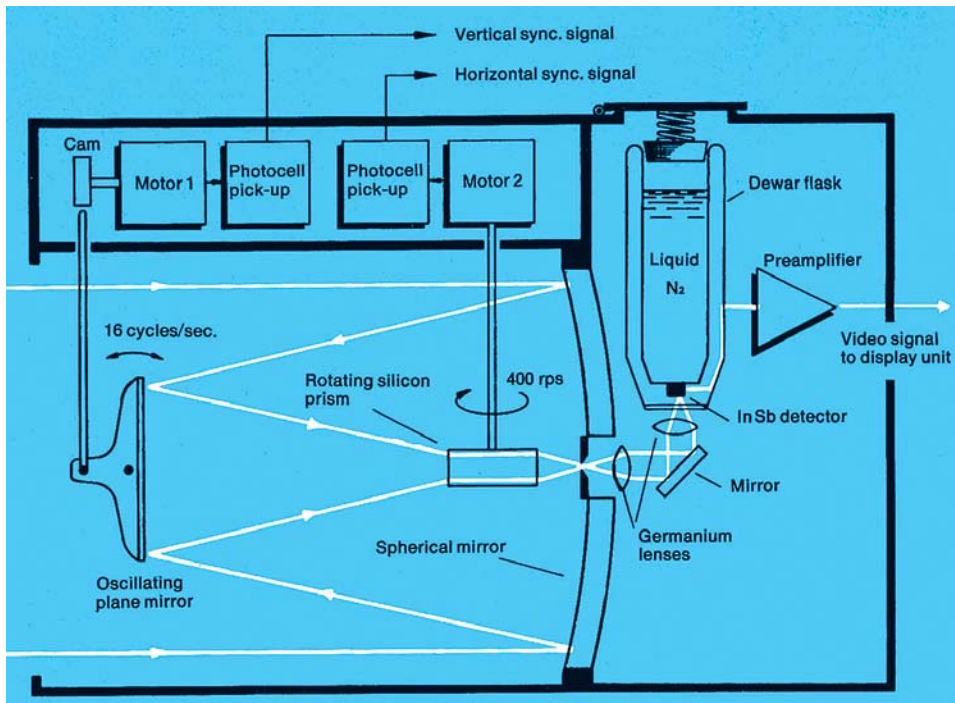 Vertical sync. signal
Horizontal sync. signal
Cam
Motor 1
Photocell
pick-up
Photocell
pick-up
Motor 2
Dewar flask
Liquid
N₂
Preamplifier
16 cycles/sec.
Video signal
to display unit
Rotating silicon
prism
400 rps
In Sb detector
Mirror
Germanium
lenses
Spherical mirror
Oscillating
plane mirror